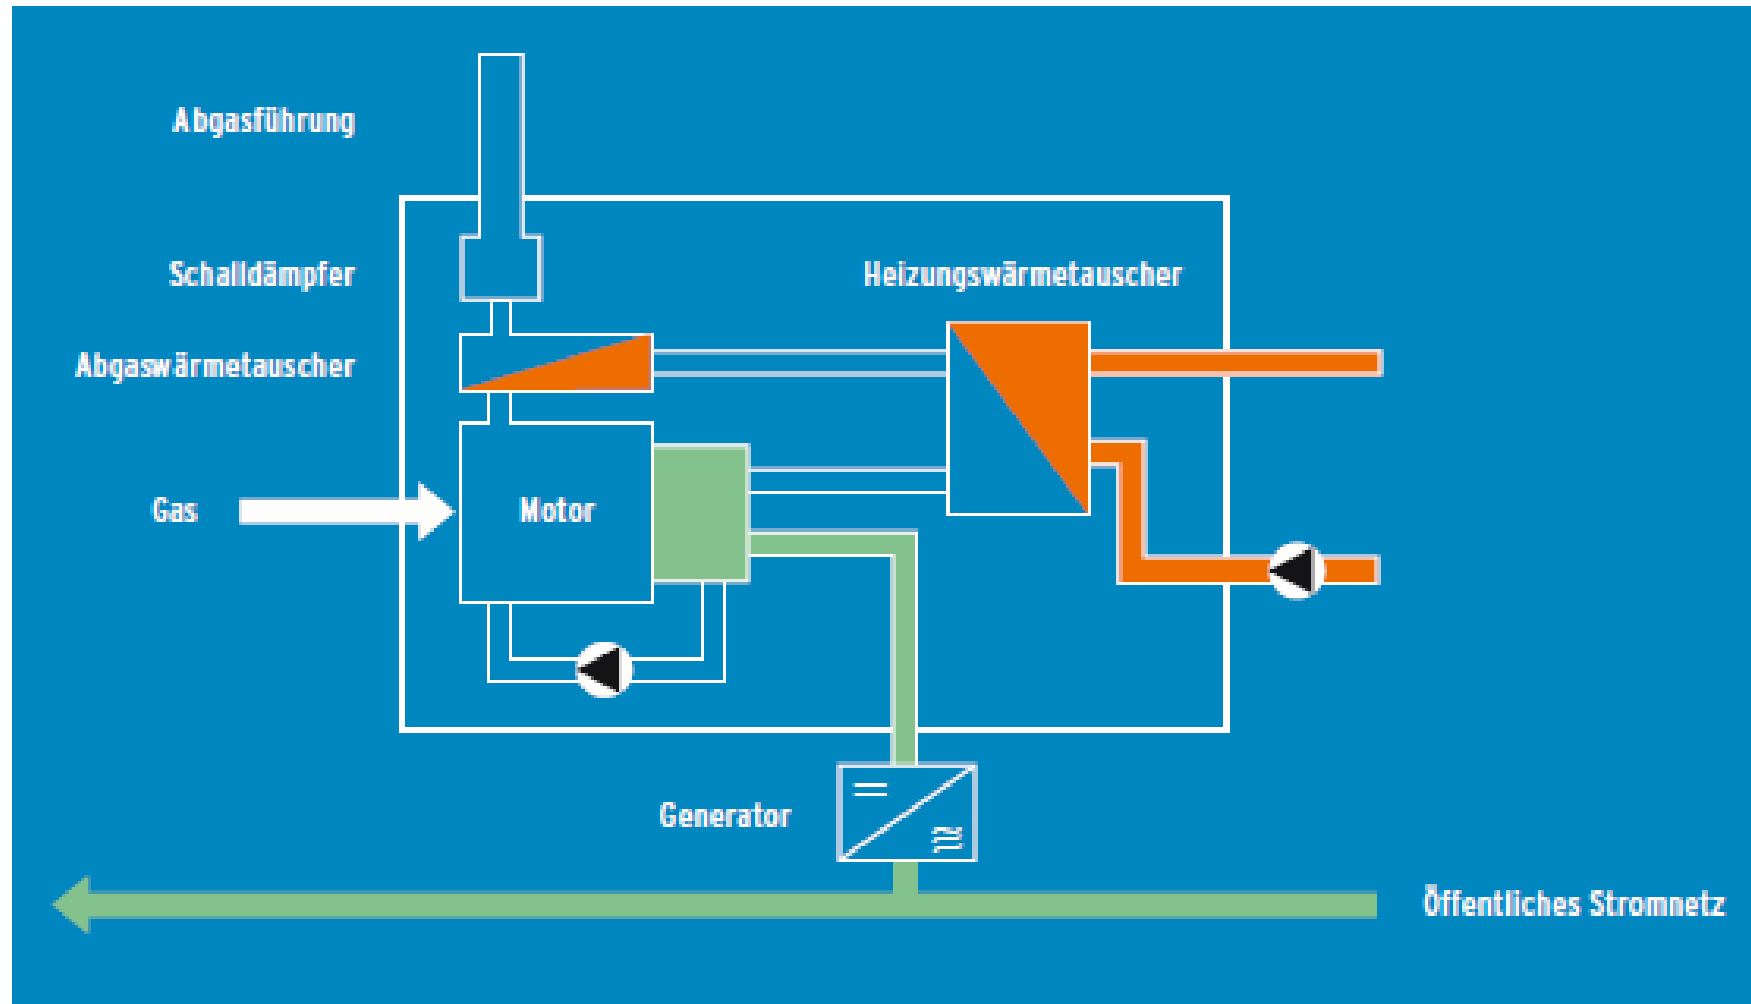 Abgasführung
Schalldämpfer
Heizungswärmetauscher
Abgaswärmetauscher
Gas
Motor
Generator
Öffentliches Stromnetz